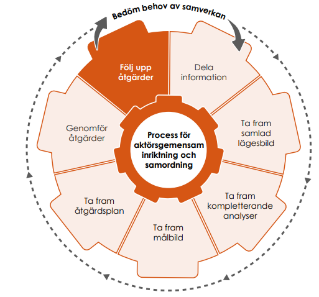 Bedöm behov av samverkan
Följ upp
åtgärder
Dela
information
Ta fram
samlad
lägesbild
Ta fram
kompletterande
analyser
Ta fram
målbild
Ta fram
åtgärdsplan
Genomför
åtgärder
Process för
aktörsgemensam
inriktning och
samordning